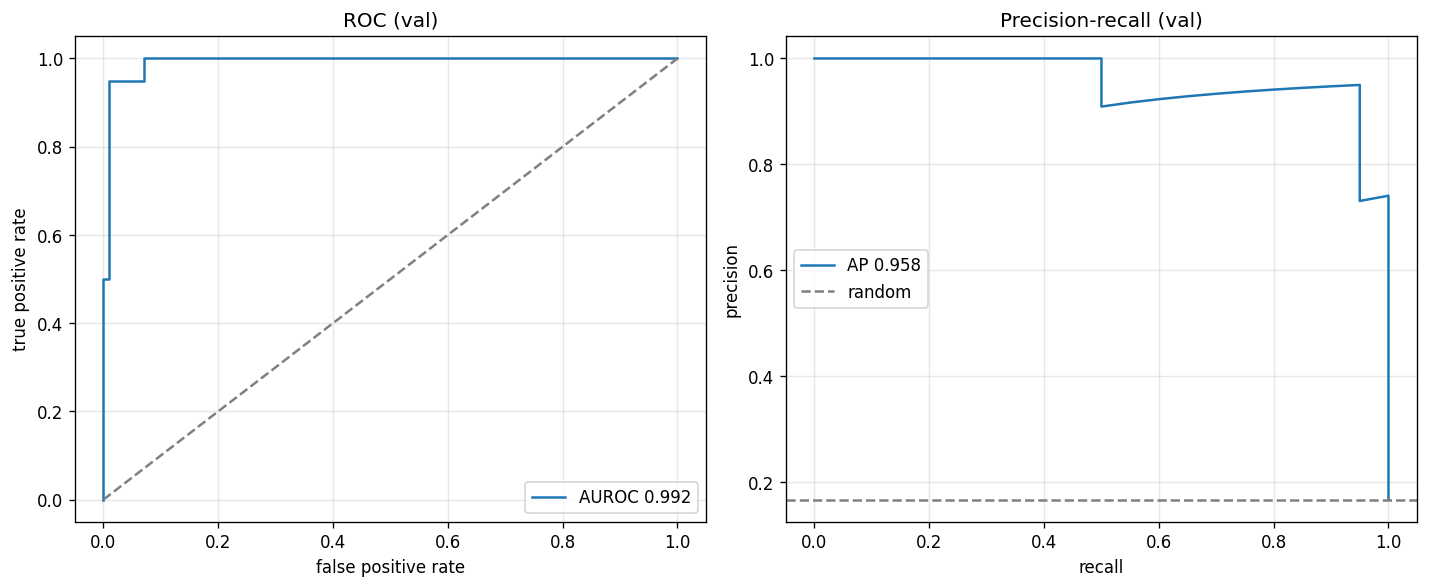 ROC (val)
1.0
0.8
0.6
0.4
0.2
0.0
true positive rate
AUROC 0.992
0.0 0.2 0.4 0.6 0.8 1.0
false positive rate
Precision-recall (val)
1.0
0.8
0.6
0.4
0.2
precision
AP 0.958
random
0.0 0.2 0.4 0.6 0.8 1.0
recall